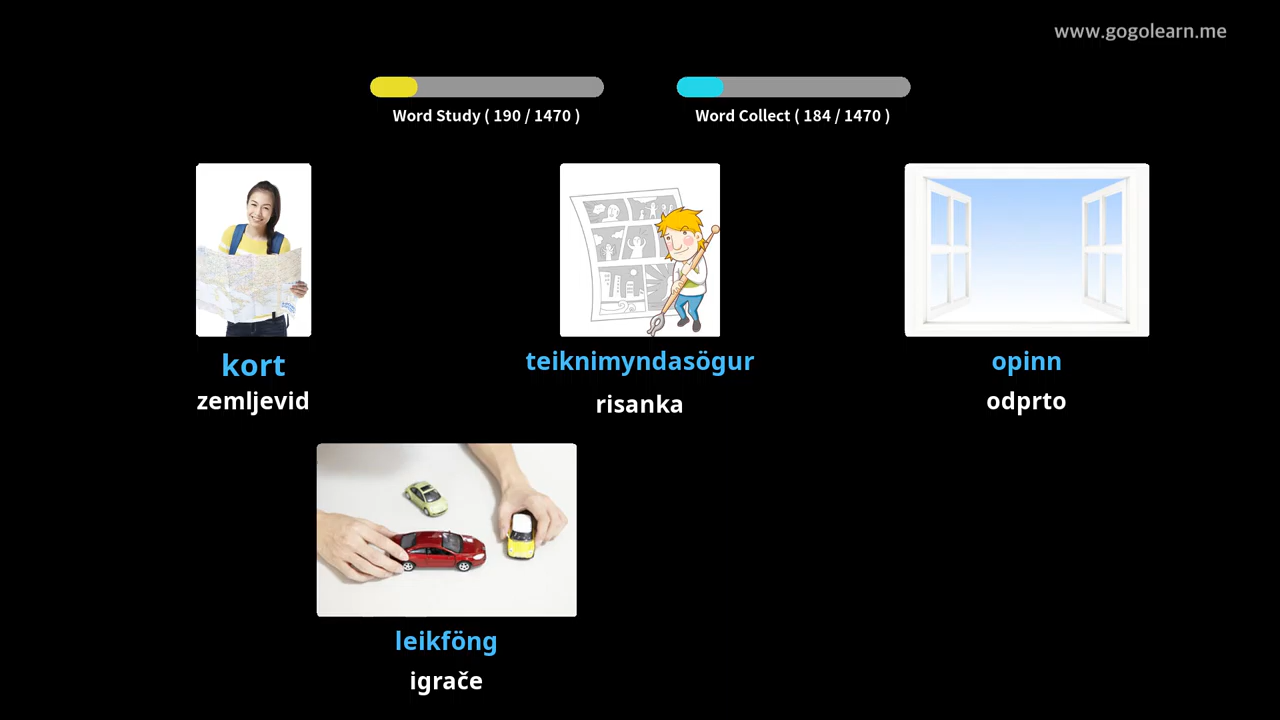 www.gogolearn.me
Word Study ( 190 / 1470 )
Word Collect ( 184 / 1470 )
kort
zemljevid
teiknimyndasögur
risanka
opinn
odprto
leikföng
igrače